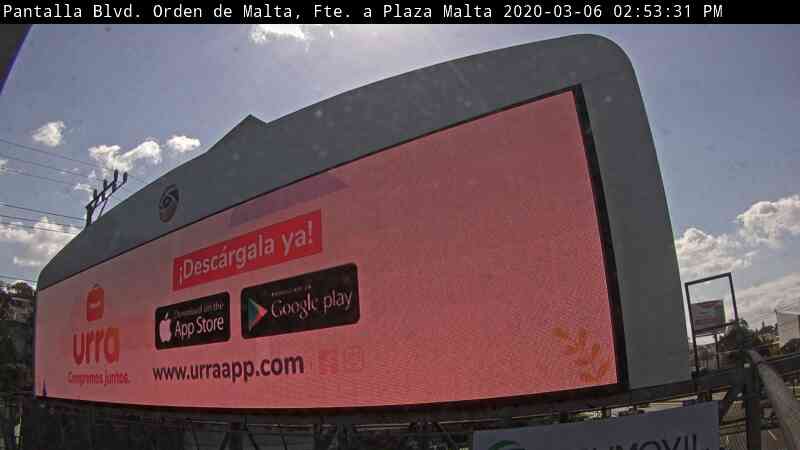 Pantalla Blvd. Orden de Malta, Fte. a Plaza Malta 2020-03-06 02:53:31 PM
¡Descárgala ya!
Download on the
App Store
Google play
urra
Compremos juntos.
www.urraapp.com